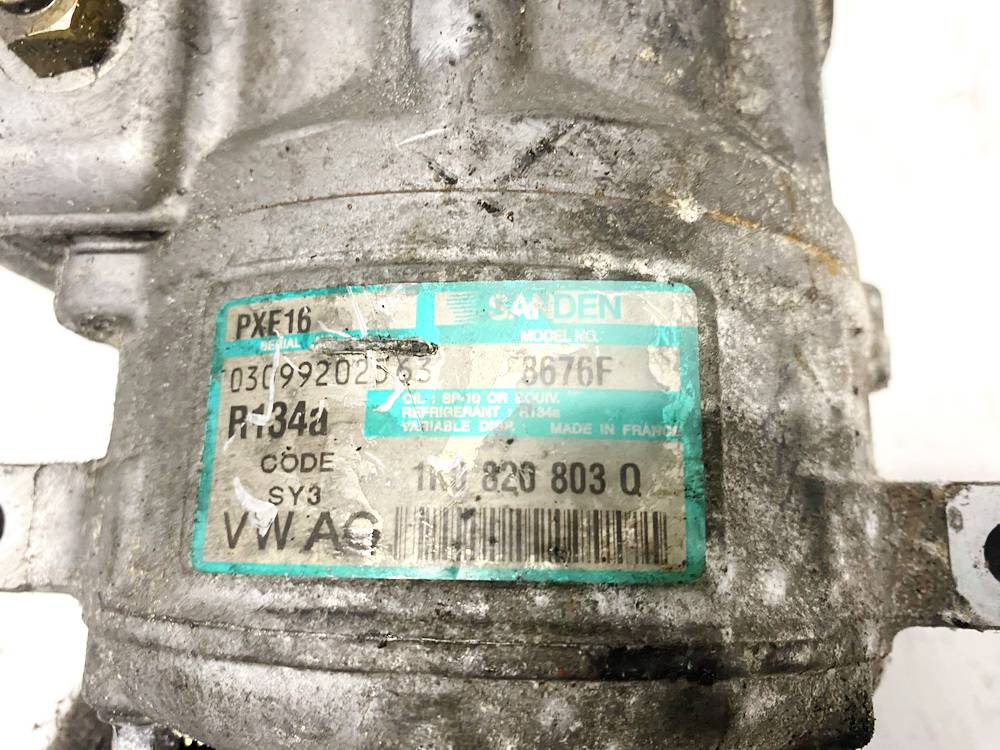 PXE16
SANDEN
SERIAL
MODEL NO.
8676F
R134a
OIL : SP-10 OR EQUIV.
REFRIGERANT : R134a
VARIABLE DISP. MADE IN FRANCE
CODE
1K0 820 803 Q
SY3
VW AG